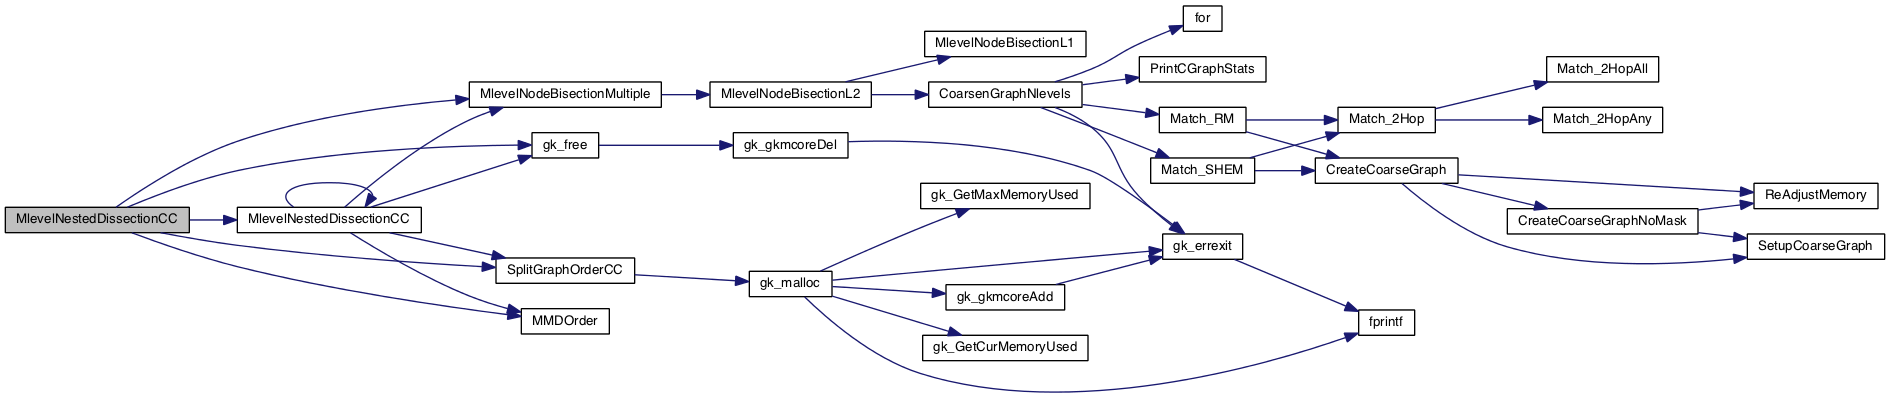 for
MlevelNodeBisectionL1
PrintCGraphStats
Match_2HopAll
MlevelNodeBisectionMultiple
MlevelNodeBisectionL2
CoarsenGraphNlevels
Match_RM
Match_2Hop
Match_2HopAny
gk_free
gk_gkmcoreDel
Match_SHEM
CreateCoarseGraph
gk_GetMaxMemoryUsed
ReAdjustMemory
MlevelNestedDissectionCC
MlevelNestedDissectionCC
CreateCoarseGraphNoMask
gk_errexit
SetupCoarseGraph
SplitGraphOrderCC
gk_malloc
gk_gkmcoreAdd
MMDOrder
fprintf
gk_GetCurMemoryUsed